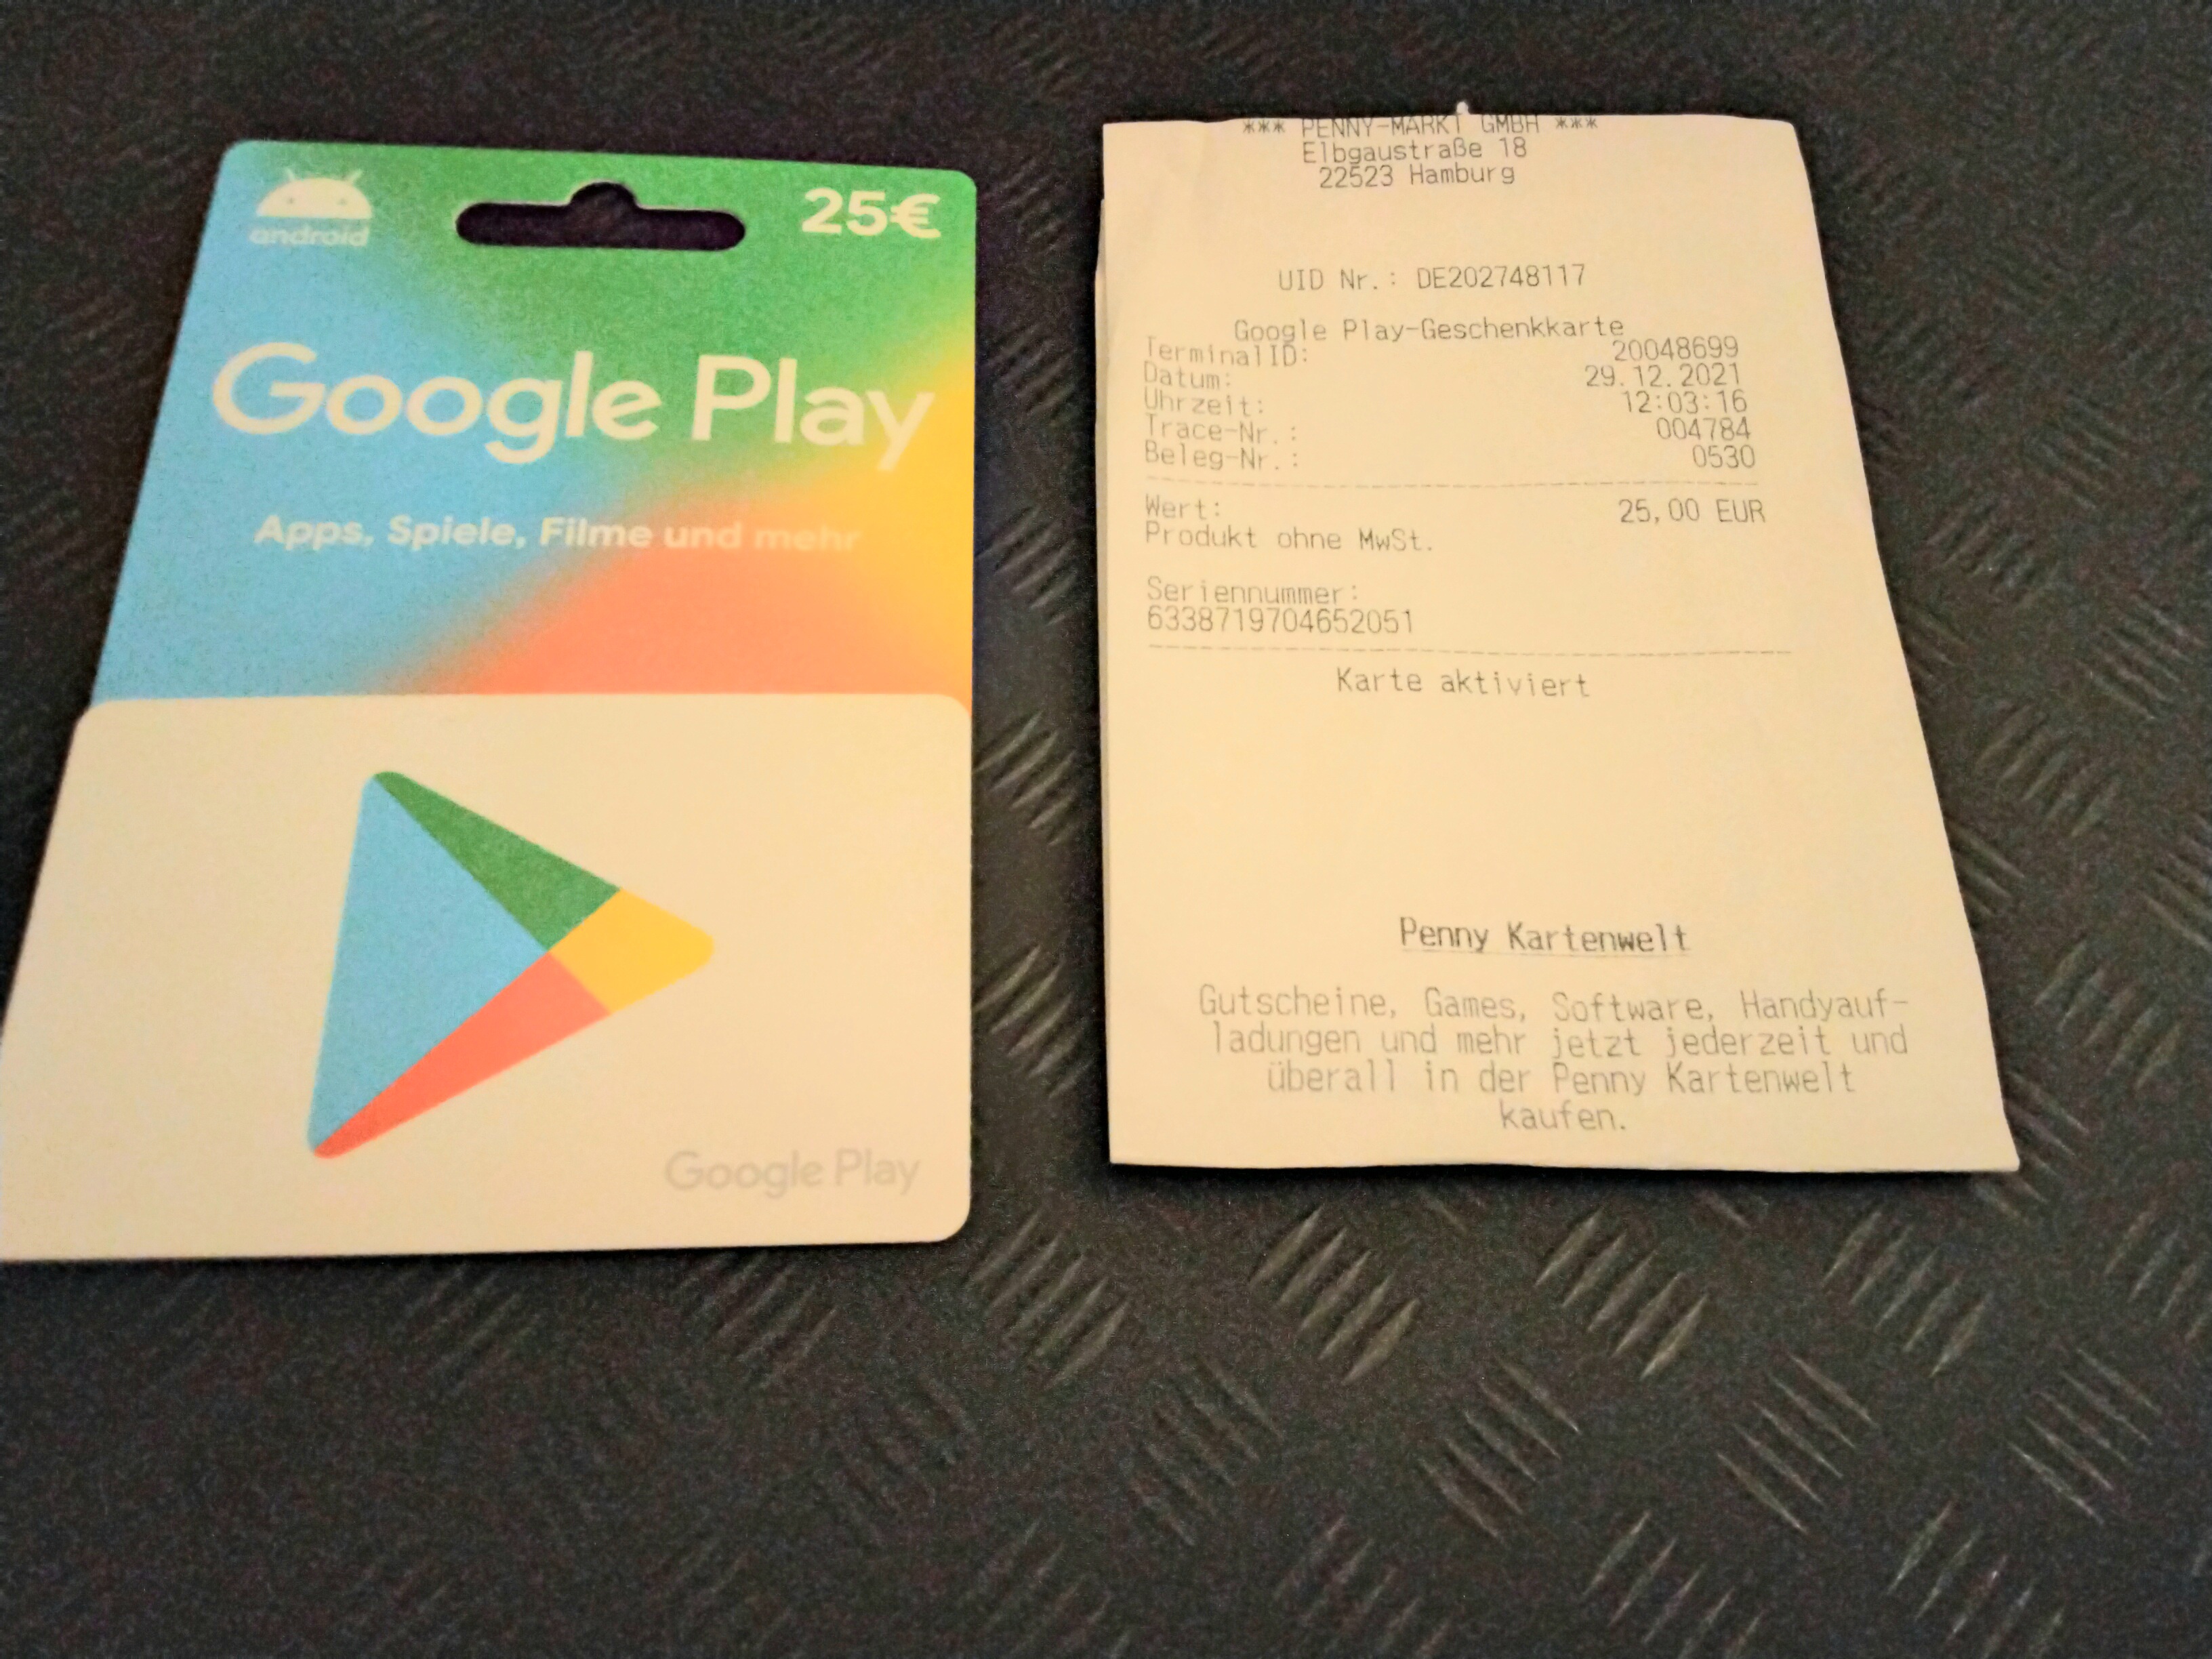 android
25€
Google Play
Apps, Spiele, Filme und mehr
Google Play
*** PENNY-MARKT GMBH ***
Elbgaustraße 18
22523 Hamburg
UID Nr.: DE202748117
Google Play-Geschenkkarte
TerminalID: 20048699
Datum: 29.12.2021
Uhrzeit: 12:03:16
Trace-Nr.: 004784
Beleg-Nr.: 0530
Wert: 25,00 EUR
Produkt ohne MwSt.
Seriennummer:
6338719704652051
Karte aktiviert
Penny Kartenwelt
Gutscheine, Games, Software, Handyauf-
ladungen und mehr jetzt jederzeit und
überall in der Penny Kartenwelt
kaufen.